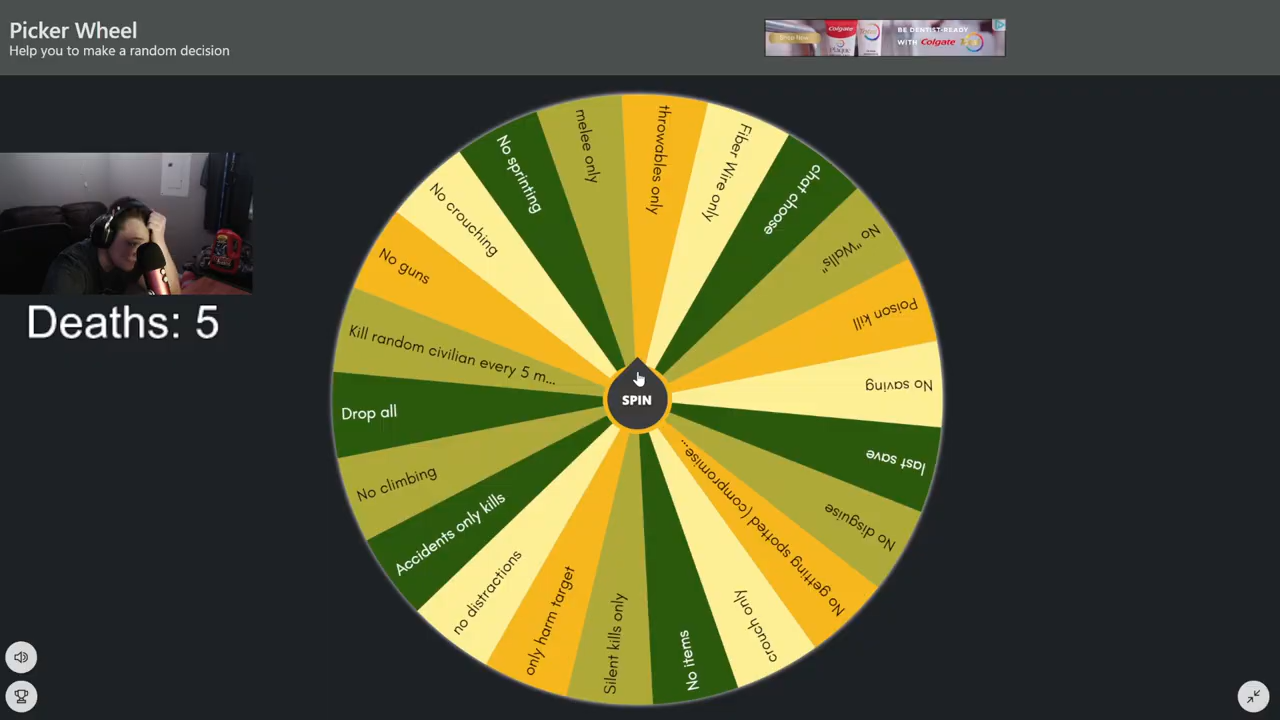 Picker Wheel
Help you to make a random decision
Shop Now
Colgate
BE DENTIST-READY
WITH Colgate
Deaths: 5
throwables only
Fiber Wire only
chat choose
No "Walls"
Poison kill
No saving
last save
No disguise
No getting spotted (compromise...
crouch only
No items
Silent kills only
only harm target
no distractions
Accidents only kills
No climbing
Drop all
Kill random civilian every 5 m...
No guns
No crouching
No sprinting
melee only
SPIN